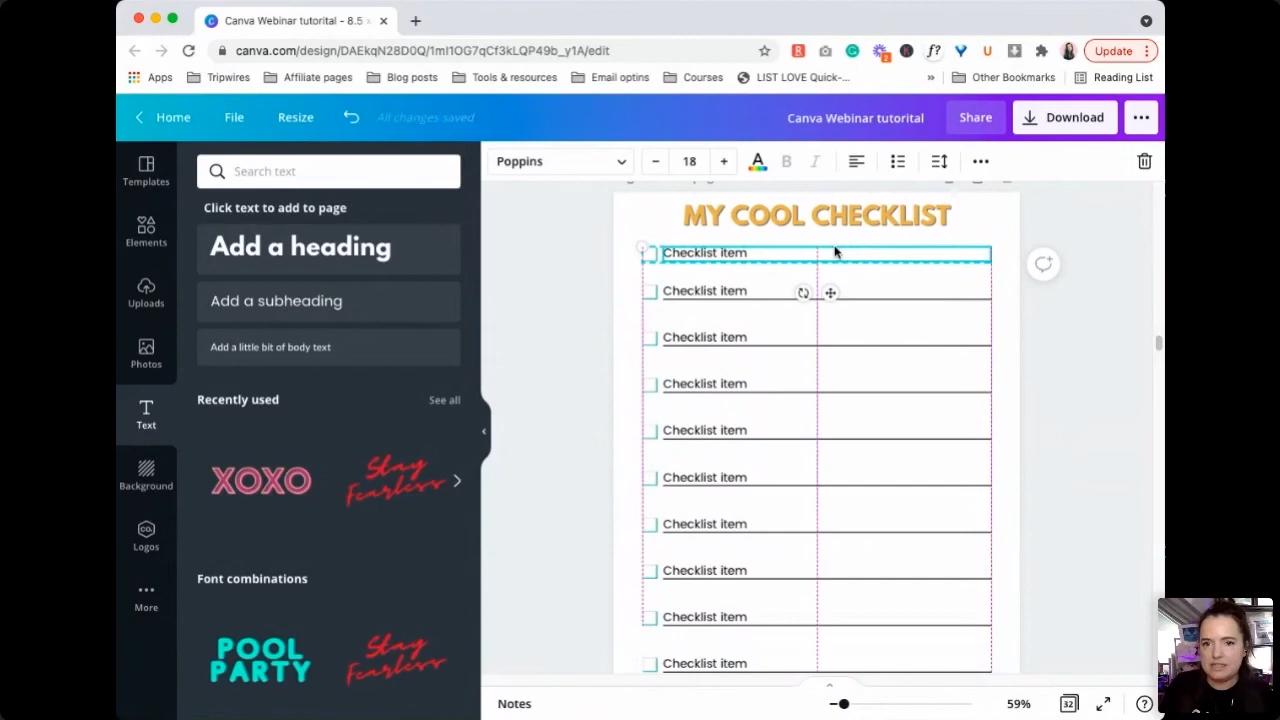 Canva Webinar tutorital - 8.5 ×
canva.com/design/DAEkqN28D0Q/1ml1OG7qCf3kLQP49b_y1A/edit
f?
U
2
Update
Apps
Tripwires
Affiliate pages
Blog posts
Tools & resources
Email optins
Courses
LIST LOVE Quick-...
»
Other Bookmarks
Reading List
Home
File
Resize
All changes saved
Canva Webinar tutorital
Share
Download
Templates
Elements
Uploads
Photos
Text
Background
Logos
More
Search text
Click text to add to page
Add a heading
Add a subheading
Add a little bit of body text
Recently used
See all
XOXO
Stay
Fearless
Font combinations
POOL
PARTY
Stay
Fearless
Poppins
− 18 +
A B I
MY COOL CHECKLIST
Checklist item
Checklist item
Checklist item
Checklist item
Checklist item
Checklist item
Checklist item
Checklist item
Checklist item
Checklist item
Notes
59%
32
?